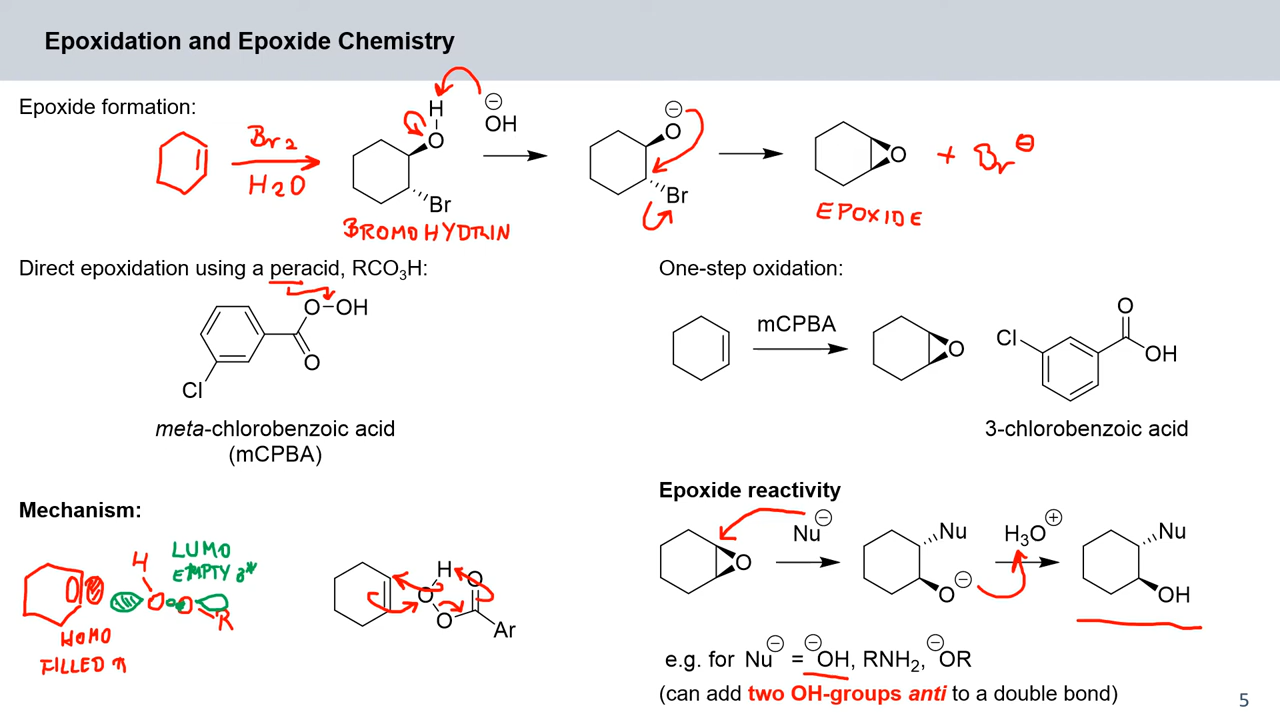 Epoxidation and Epoxide Chemistry
Epoxide formation:
Br₂
H₂O
H
O
Br
BROMOHYDRIN
⊖
OH
⊖
O
Br
O
EPOXIDE
+ Br⊖
Direct epoxidation using a peracid, RCO₃H:
O-OH
O
Cl
meta-chlorobenzoic acid
(mCPBA)
One-step oxidation:
mCPBA
O
O
Cl
OH
3-chlorobenzoic acid
Mechanism:
H
LUMO
EMPTY σ*
R
HOMO
FILLED π
H
O
O
O
Ar
Epoxide reactivity
O
Nu⊖
Nu
O⊖
H₃O⊕
Nu
OH
e.g. for Nu⊖ = ⊖OH, RNH₂, ⊖OR
(can add two OH-groups anti to a double bond)
5